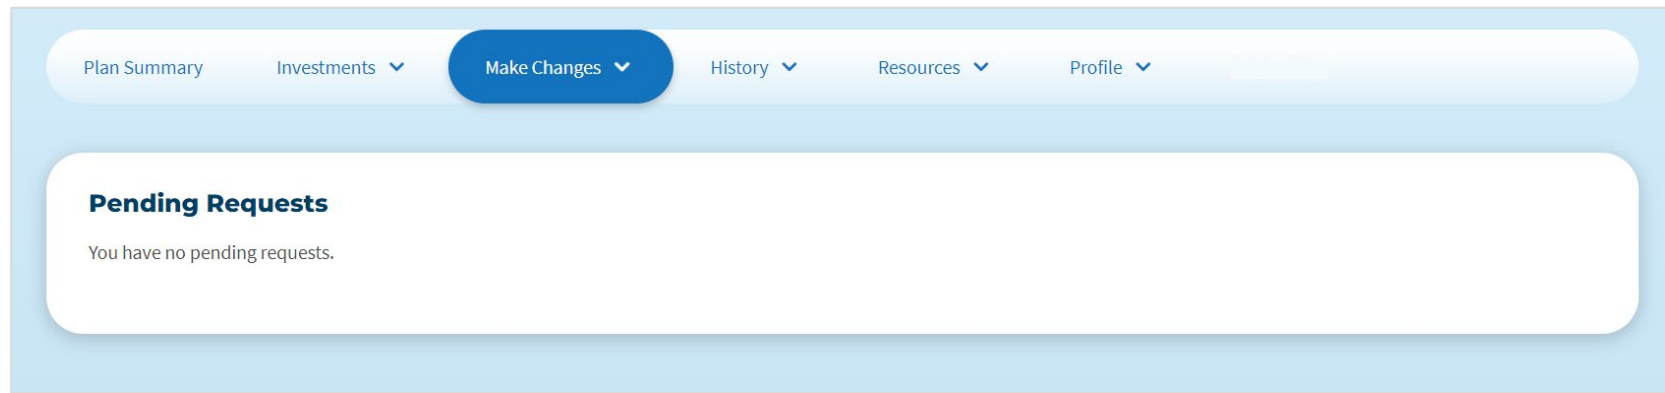 Plan Summary Investments Make Changes History Resources Profile
Pending Requests
You have no pending requests.